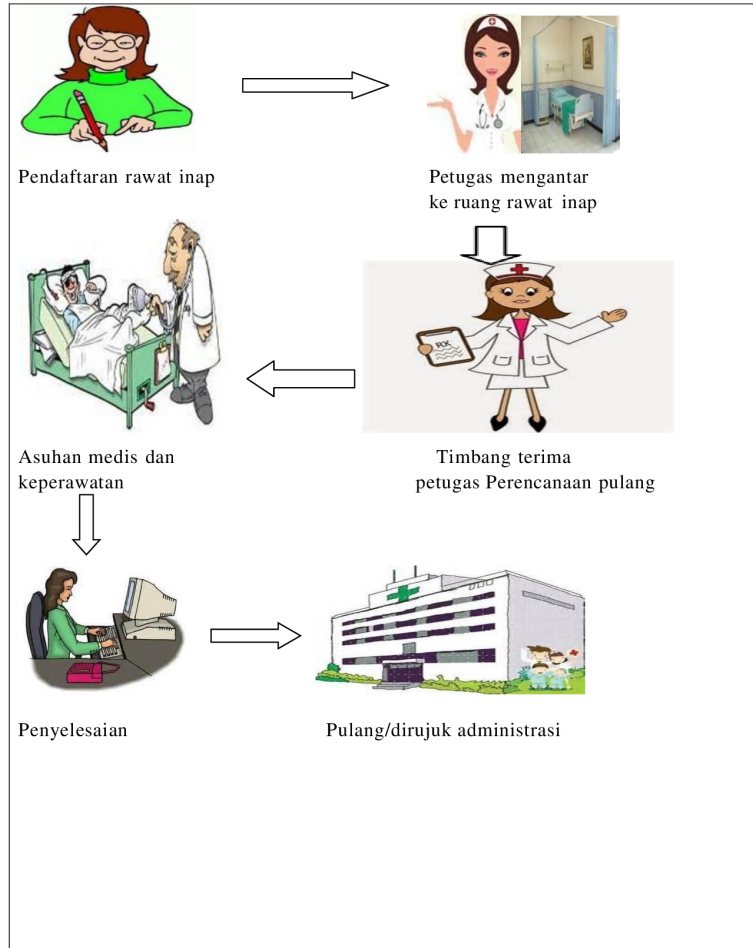 Pendaftaran rawat inap
Petugas mengantar
ke ruang rawat inap
RX
Timbang terima
petugas Perencanaan pulang
Asuhan medis dan
keperawatan
Penyelesaian
Pulang/dirujuk administrasi